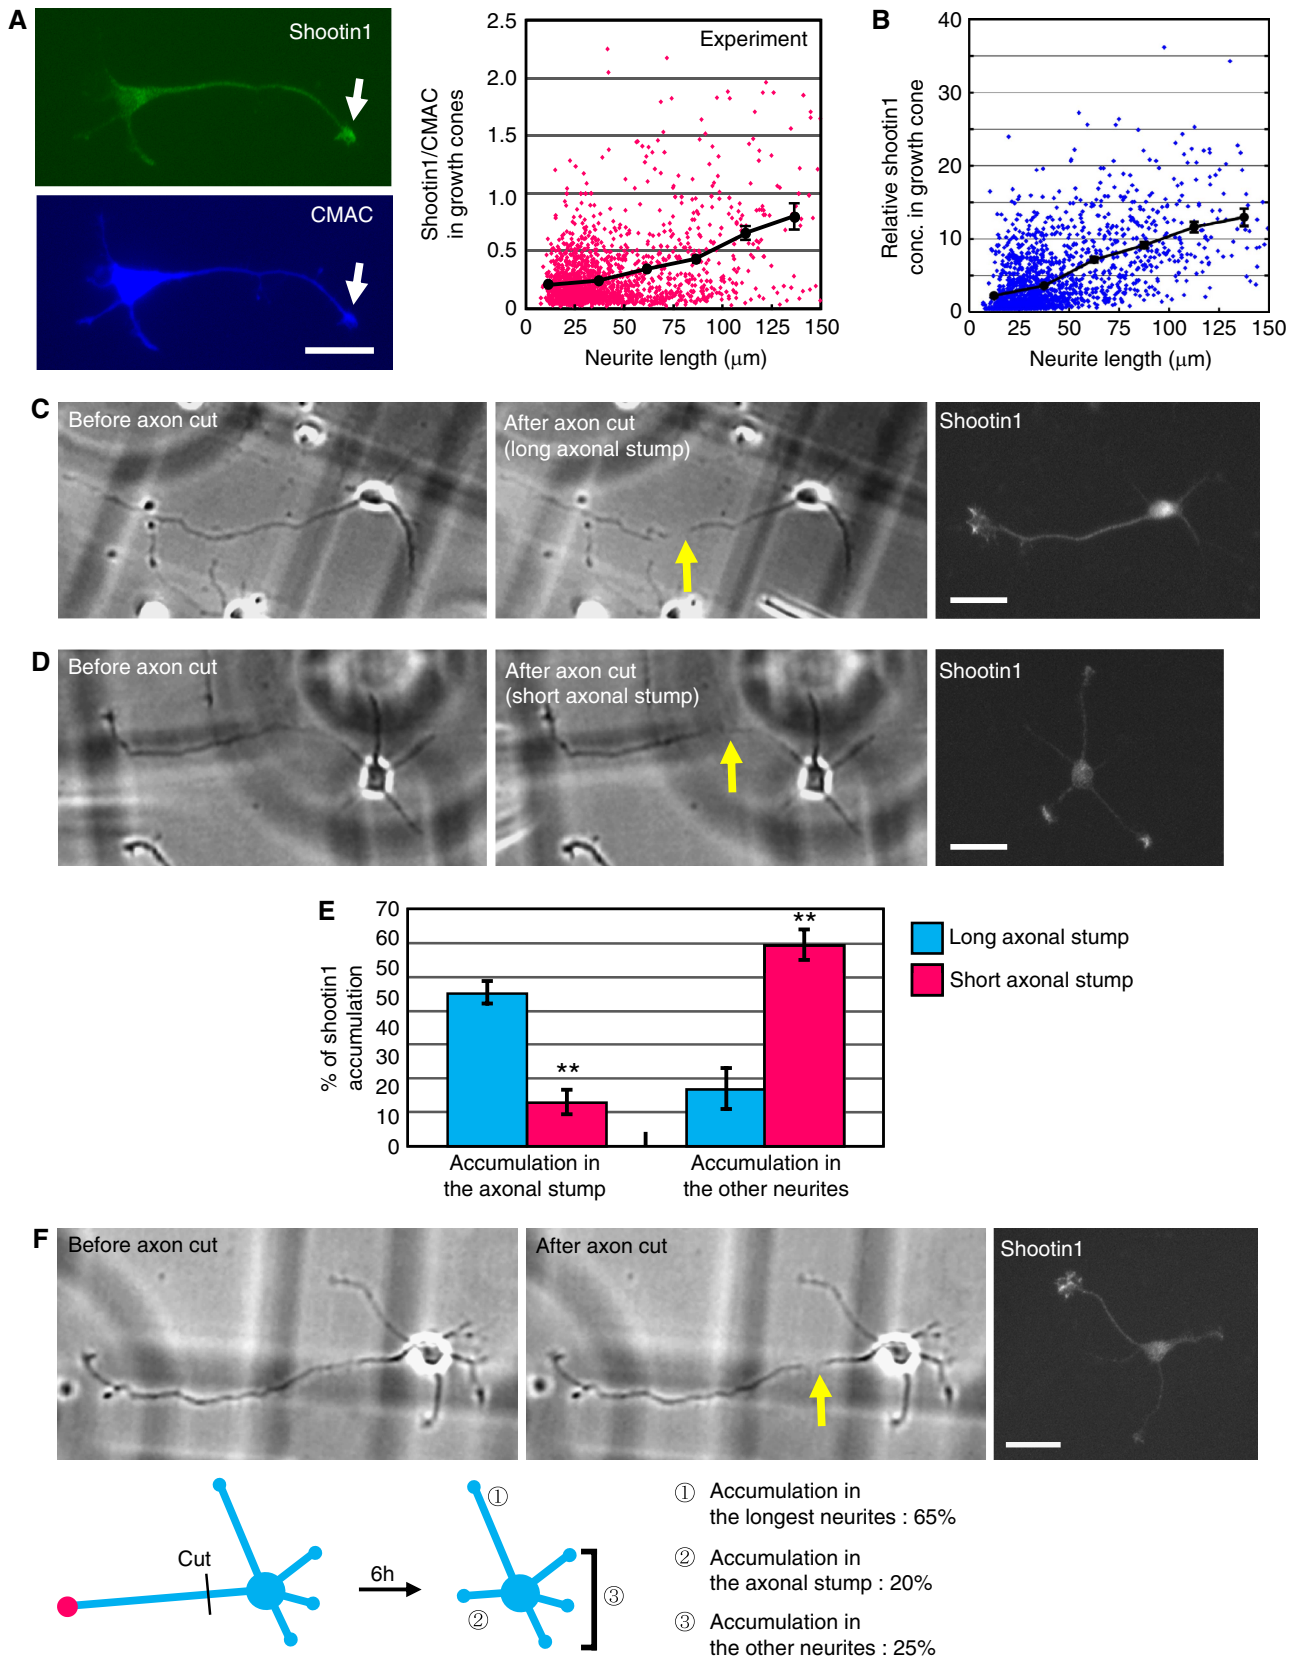 A
Shootin1
CMAC
Experiment
Shootin1/CMAC
in growth cones
2.5
2.0
1.5
1.0
0.5
0
0 25 50 75 100 125 150
Neurite length (μm)
B
Relative shootin1
conc. in growth cone
40
30
20
10
0
0 25 50 75 100 125 150
Neurite length (μm)
C
Before axon cut
After axon cut
(long axonal stump)
Shootin1
D
Before axon cut
After axon cut
(short axonal stump)
Shootin1
E
% of shootin1
accumulation
70
60
50
40
30
20
10
0
**
**
Accumulation in
the axonal stump
Accumulation in
the other neurites
Long axonal stump
Short axonal stump
F
Before axon cut
After axon cut
Shootin1
Cut
6h
①
②
③
① Accumulation in
the longest neurites : 65%
② Accumulation in
the axonal stump : 20%
③ Accumulation in
the other neurites : 25%